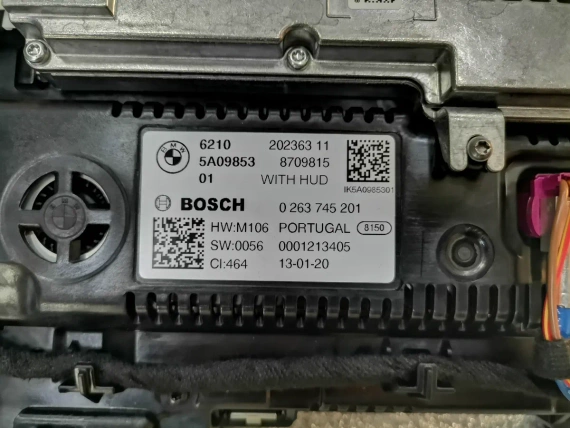 BMW
6210 202363 11
5A09853 8709815
01 WITH HUD
IK5A0985301
BOSCH 0 263 745 201
HW:M106 PORTUGAL 8150
SW:0056 0001213405
CI:464 13-01-20